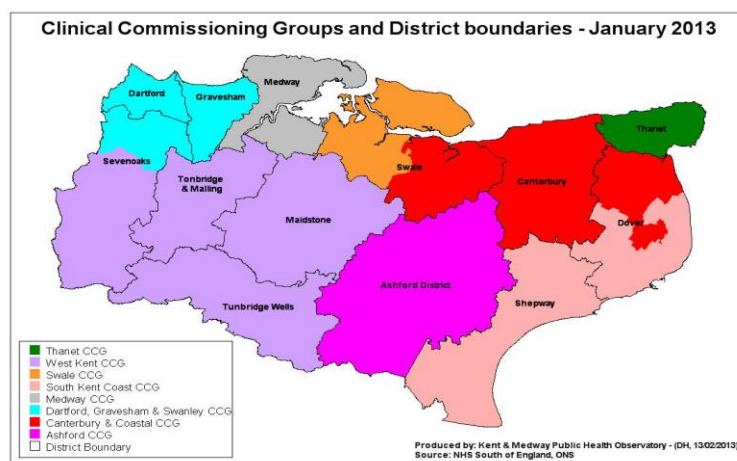 Clinical Commissioning Groups and District boundaries - January 2013
Medway
Dartford
Gravesham
Thanet
Sevenoaks
Swale
Tonbridge
& Malling
Canterbury
Maidstone
Dover
Ashford District
Tunbridge Wells
Shepway
Thanet CCG
West Kent CCG
Swale CCG
South Kent Coast CCG
Medway CCG
Dartford, Gravesham & Swanley CCG
Canterbury & Coastal CCG
Ashford CCG
District Boundary
Produced by: Kent & Medway Public Health Observatory - (DH, 13/02/2013)
Source: NHS South of England, ONS